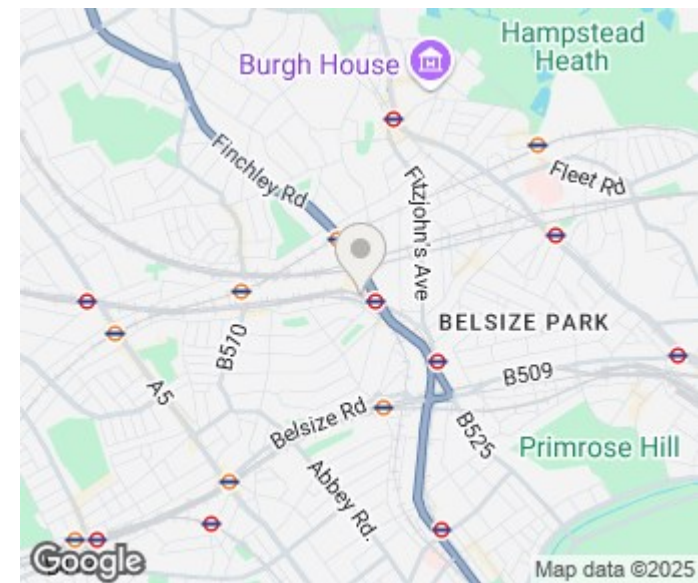 Hampstead
Heath
Burgh House
Finchley Rd
Fitzjohn's Ave
Fleet Rd
BELSIZE PARK
B510
A5
B509
Belsize Rd
B525
Abbey Rd.
Primrose Hill
Google
Map data ©2025